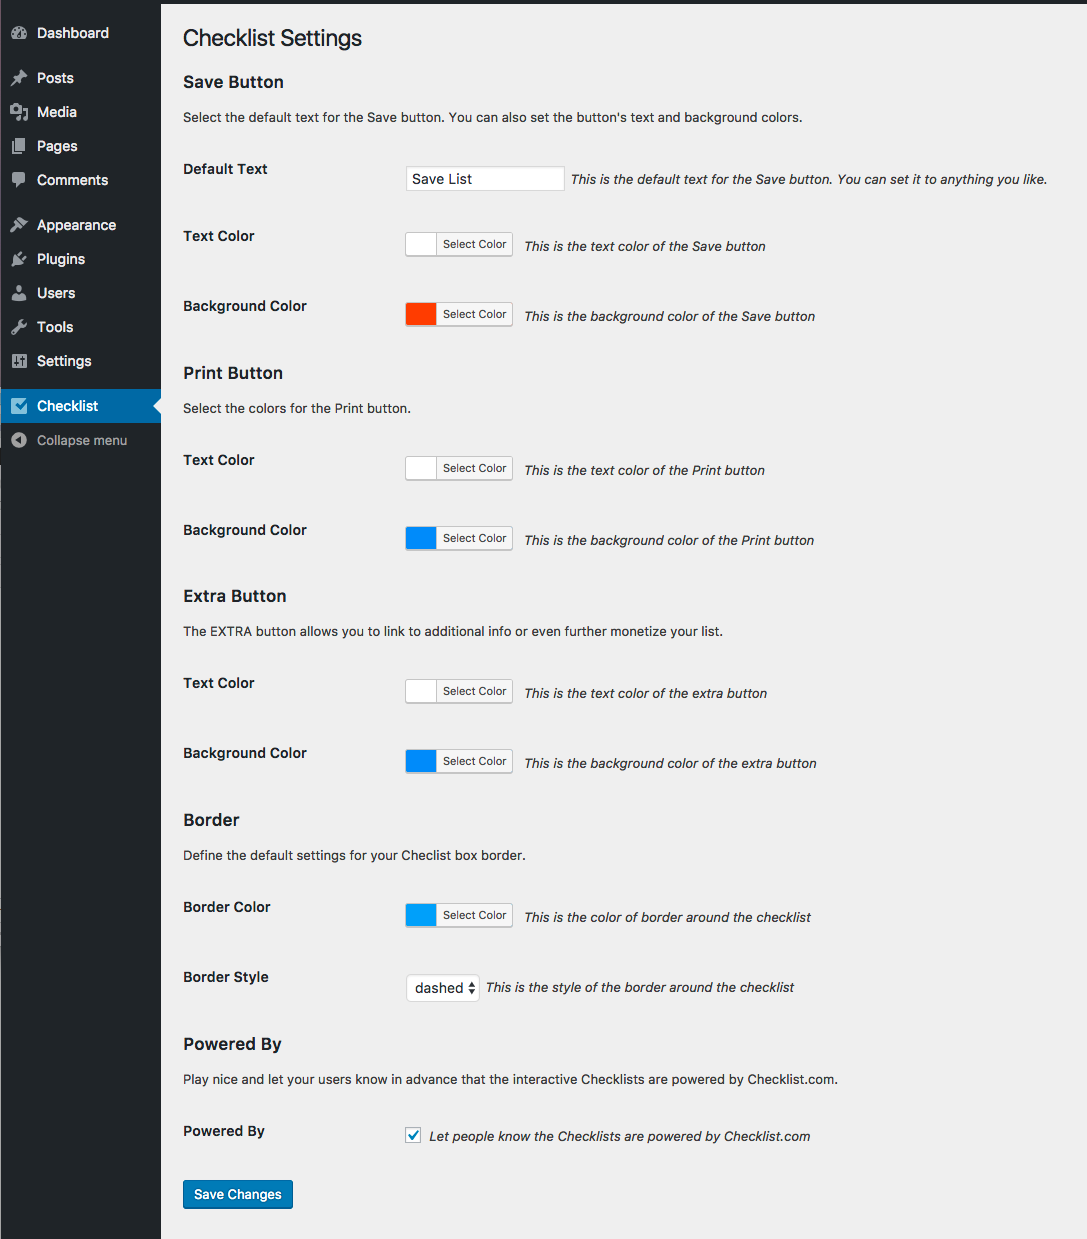 Dashboard
Posts
Media
Pages
Comments
Appearance
Plugins
Users
Tools
Settings
Checklist
Collapse menu
Checklist Settings
Save Button
Select the default text for the Save button. You can also set the button's text and background colors.
Default Text
Save List This is the default text for the Save button. You can set it to anything you like.
Text Color
Select Color This is the text color of the Save button
Background Color
Select Color This is the background color of the Save button
Print Button
Select the colors for the Print button.
Text Color
Select Color This is the text color of the Print button
Background Color
Select Color This is the background color of the Print button
Extra Button
The EXTRA button allows you to link to additional info or even further monetize your list.
Text Color
Select Color This is the text color of the extra button
Background Color
Select Color This is the background color of the extra button
Border
Define the default settings for your Checlist box border.
Border Color
Select Color This is the color of border around the checklist
Border Style
dashed This is the style of the border around the checklist
Powered By
Play nice and let your users know in advance that the interactive Checklists are powered by Checklist.com.
Powered By
Let people know the Checklists are powered by Checklist.com
Save Changes